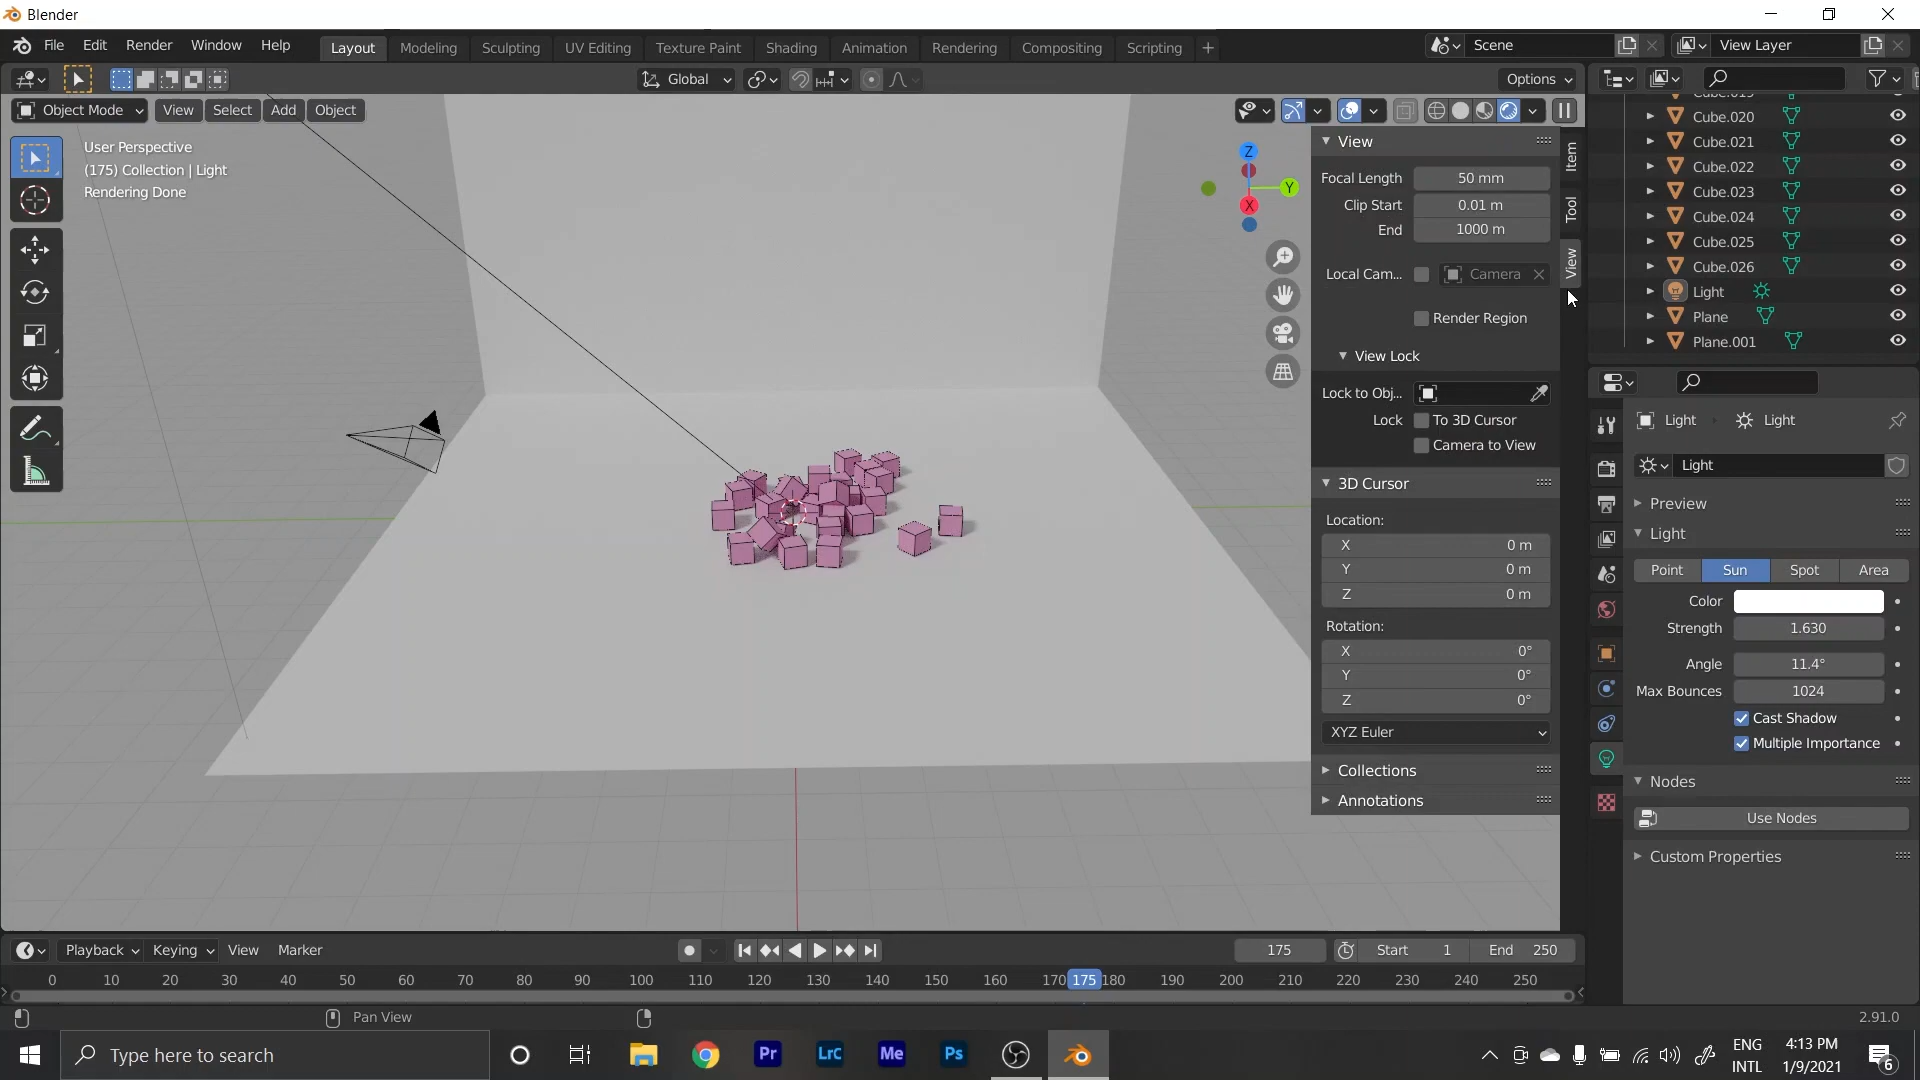 Blender
File Edit Render Window Help Layout Modeling Sculpting UV Editing Texture Paint Shading Animation Rendering Compositing Scripting + Scene View Layer
Global Options
Object Mode View Select Add Object
User Perspective
(175) Collection | Light
Rendering Done
Z
Y
X
View
Focal Length 50 mm
Clip Start 0.01 m
End 1000 m
Local Cam... Camera
Render Region
View Lock
Lock to Obj...
Lock To 3D Cursor
Camera to View
3D Cursor
Location:
X 0 m
Y 0 m
Z 0 m
Rotation:
X 0°
Y 0°
Z 0°
XYZ Euler
Collections
Annotations
Item
Tool
View
Cube.019
Cube.020
Cube.021
Cube.022
Cube.023
Cube.024
Cube.025
Cube.026
Light
Plane
Plane.001
Light Light
Light
Preview
Light
Point Sun Spot Area
Color
Strength 1.630
Angle 11.4°
Max Bounces 1024
Cast Shadow
Multiple Importance
Nodes
Use Nodes
Custom Properties
Playback Keying View Marker 175 Start 1 End 250
0 10 20 30 40 50 60 70 80 90 100 110 120 130 140 150 160 170 175 180 190 200 210 220 230 240 250
Pan View 2.91.0
Type here to search Pr LrC Me Ps ENG INTL 4:13 PM 1/9/2021 6